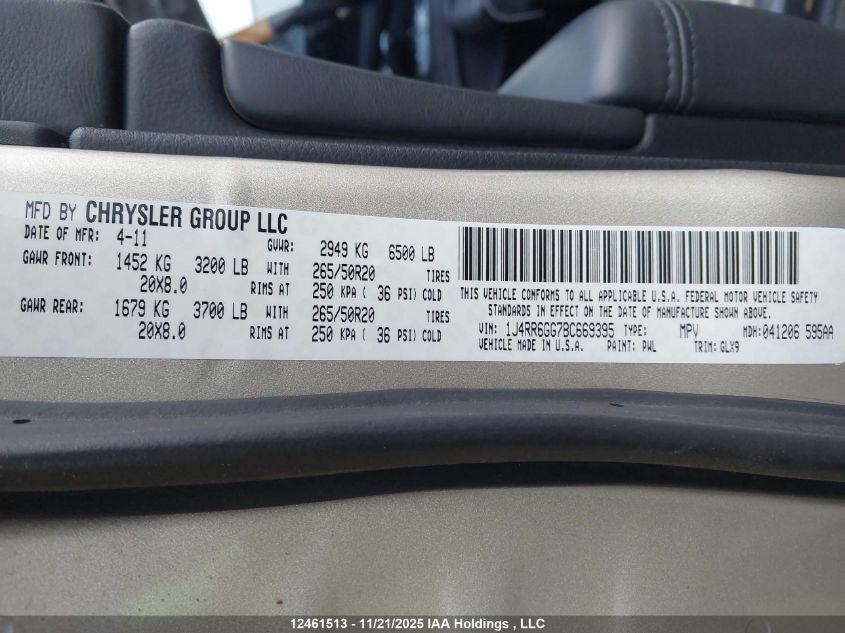 MFD BY CHRYSLER GROUP LLC
DATE OF MFR: 4-11 GVWR: 2949 KG 6500 LB
GAWR FRONT: 1452 KG 3200 LB WITH 265/50R20 TIRES
20X8.0 RIMS AT 250 KPA ( 36 PSI) COLD
GAWR REAR: 1679 KG 3700 LB WITH 265/50R20 TIRES
20X8.0 RIMS AT 250 KPA ( 36 PSI) COLD
THIS VEHICLE CONFORMS TO ALL APPLICABLE U.S.A. FEDERAL MOTOR VEHICLE SAFETY
STANDARDS IN EFFECT ON THE DATE OF MANUFACTURE SHOWN ABOVE.
VIN: 1J4RR6GG7BC669395 TYPE: MPV MDH:041206 595AA
VEHICLE MADE IN U.S.A. PAINT: PWL TRIM: GLX9
12461513 - 11/21/2025 IAA Holdings , LLC